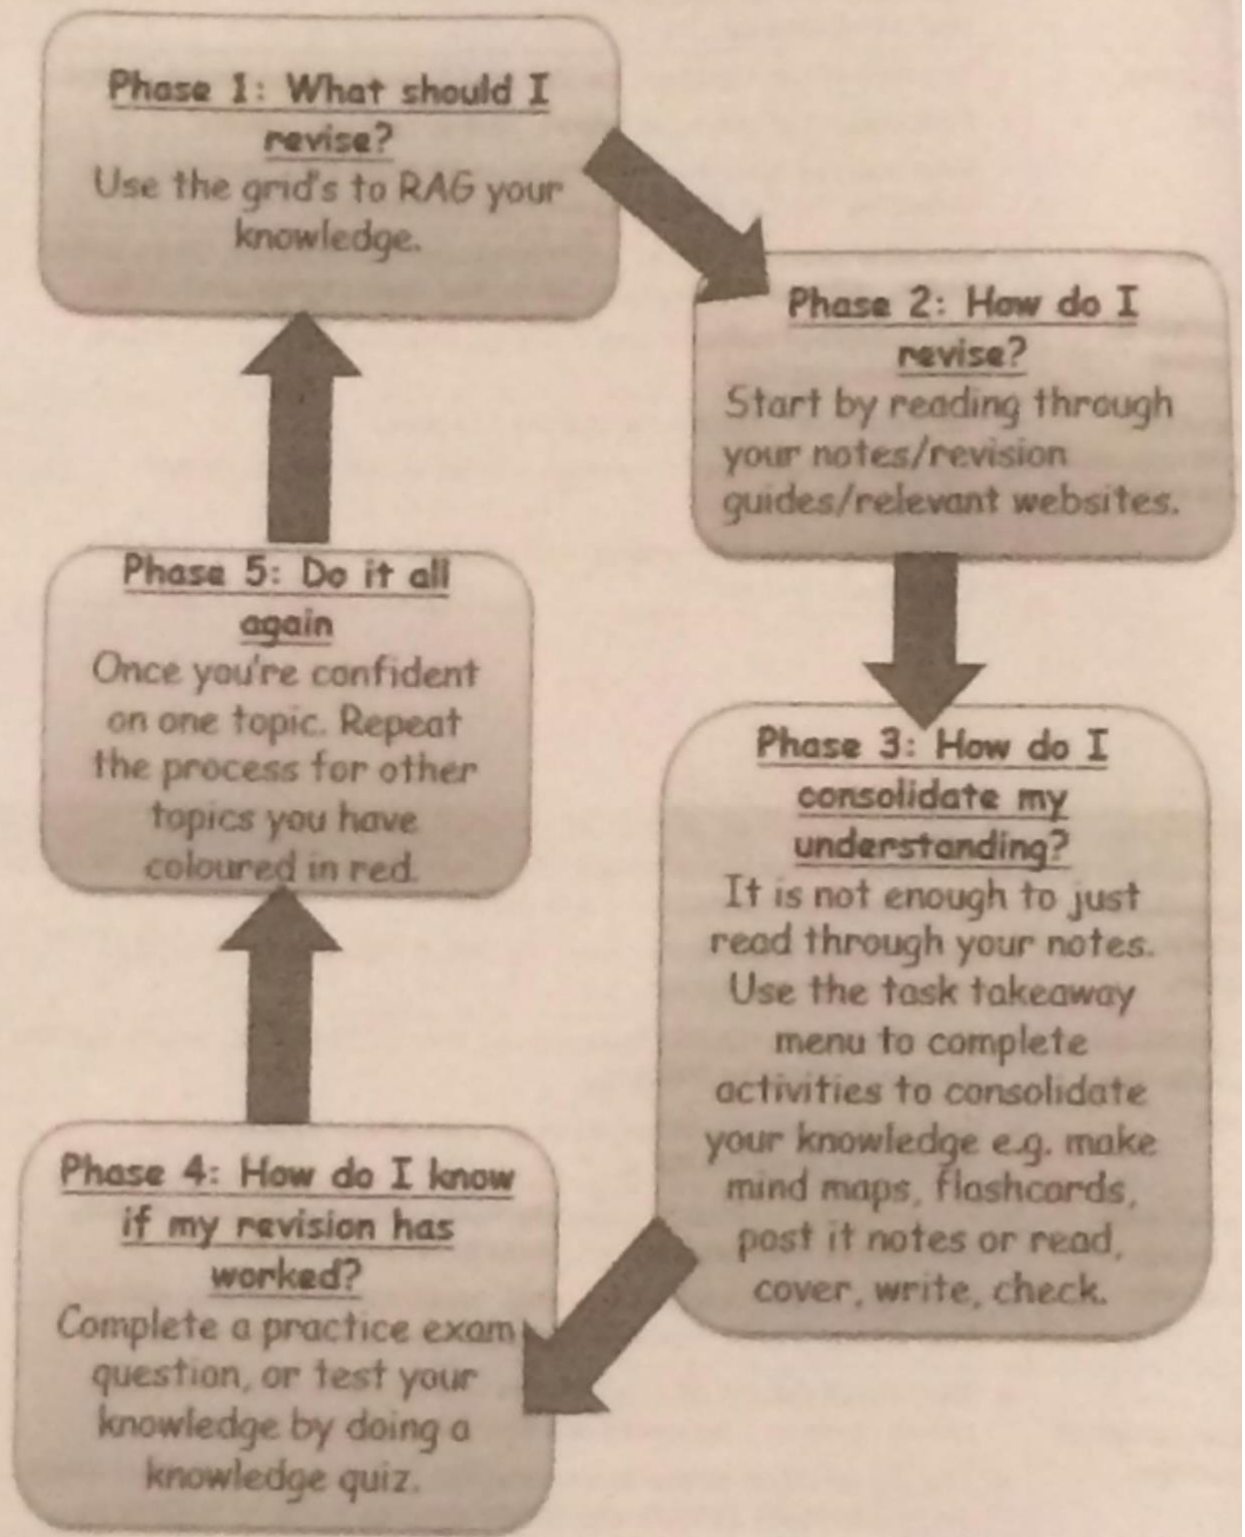 Phase 1: What should I
revise?
Use the grid's to RAG your
knowledge.
Phase 2: How do I
revise?
Start by reading through
your notes/revision
guides/relevant websites.
Phase 3: How do I
consolidate my
understanding?
It is not enough to just
read through your notes.
Use the task takeaway
menu to complete
activities to consolidate
your knowledge e.g. make
mind maps, flashcards,
post it notes or read,
cover, write, check.
Phase 4: How do I know
if my revision has
worked?
Complete a practice exam
question, or test your
knowledge by doing a
knowledge quiz.
Phase 5: Do it all
again
Once you're confident
on one topic. Repeat
the process for other
topics you have
coloured in red.